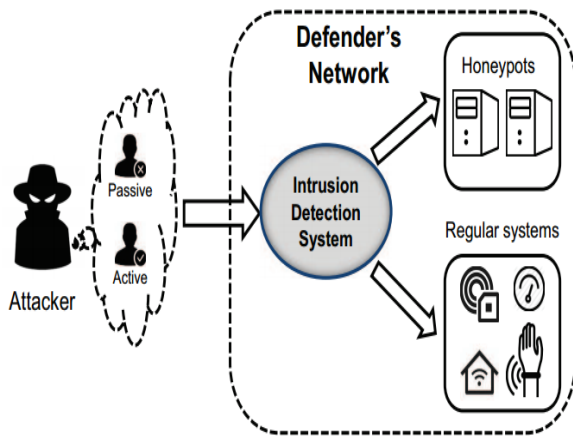 Defender's
Network
Honeypots
Passive
Active
Attacker
Intrusion
Detection
System
Regular systems